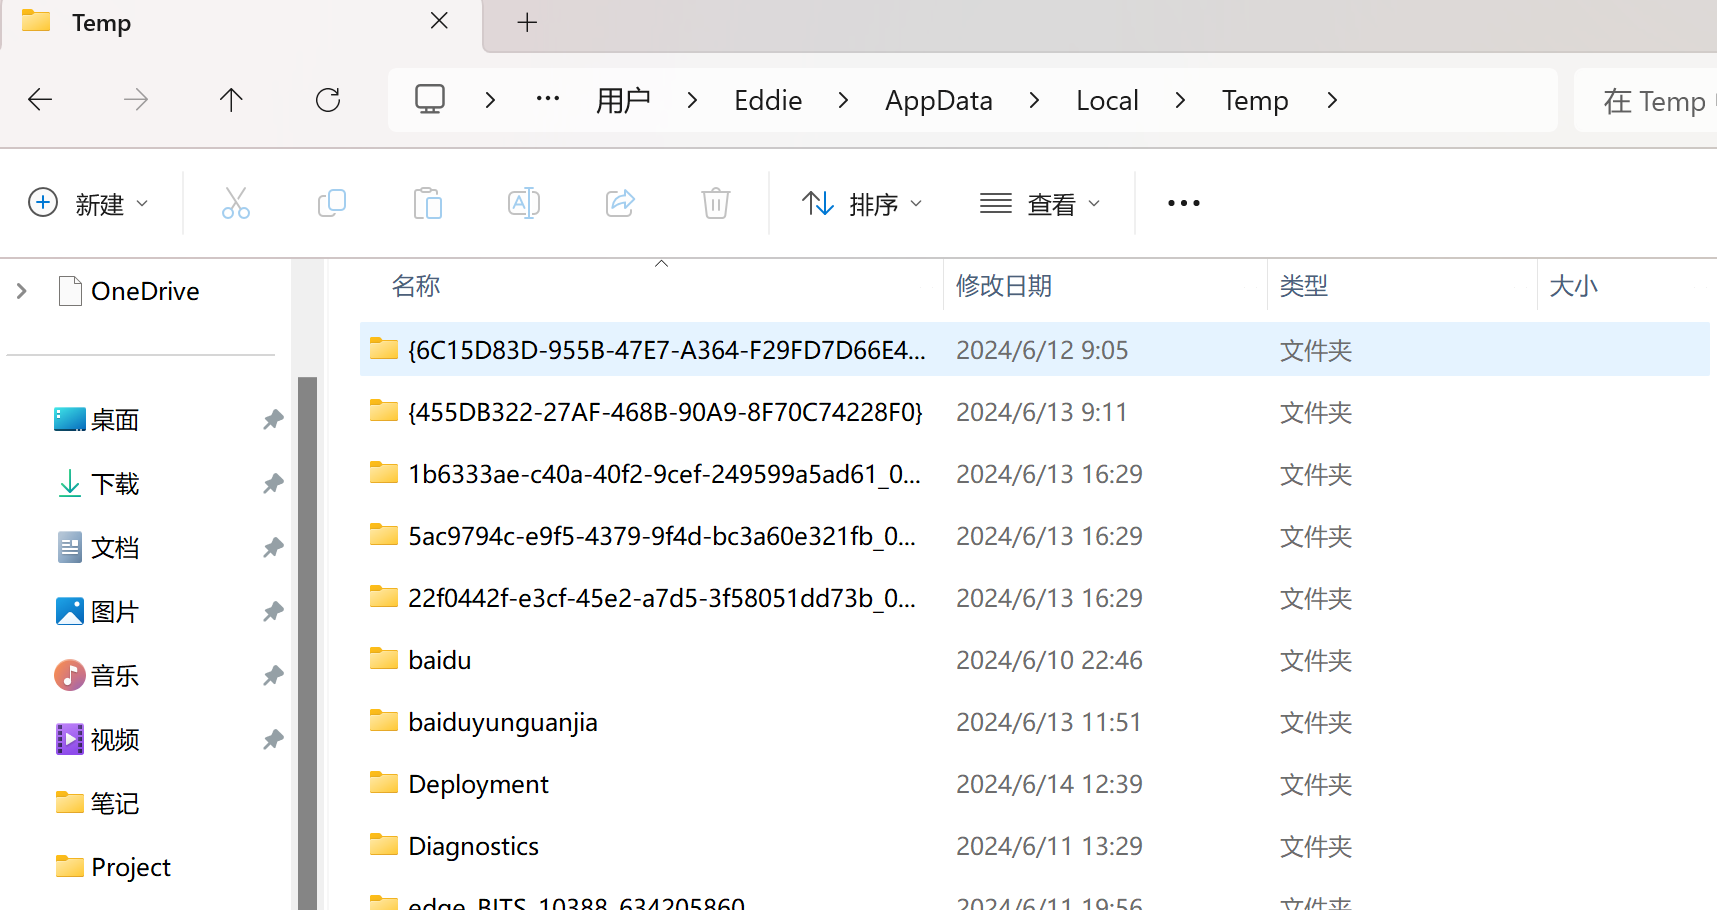 Temp
用户 Eddie AppData Local Temp
在 Temp
新建
排序
查看
OneDrive
桌面
下载
文档
图片
音乐
视频
笔记
Project
名称 修改日期 类型 大小
{6C15D83D-955B-47E7-A364-F29FD7D66E4... 2024/6/12 9:05 文件夹
{455DB322-27AF-468B-90A9-8F70C74228F0} 2024/6/13 9:11 文件夹
1b6333ae-c40a-40f2-9cef-249599a5ad61_0... 2024/6/13 16:29 文件夹
5ac9794c-e9f5-4379-9f4d-bc3a60e321fb_0... 2024/6/13 16:29 文件夹
22f0442f-e3cf-45e2-a7d5-3f58051dd73b_0... 2024/6/13 16:29 文件夹
baidu 2024/6/10 22:46 文件夹
baiduyunguanjia 2024/6/13 11:51 文件夹
Deployment 2024/6/14 12:39 文件夹
Diagnostics 2024/6/11 13:29 文件夹
edge_BITS_10388_634205860 2024/6/11 19:56 文件夹